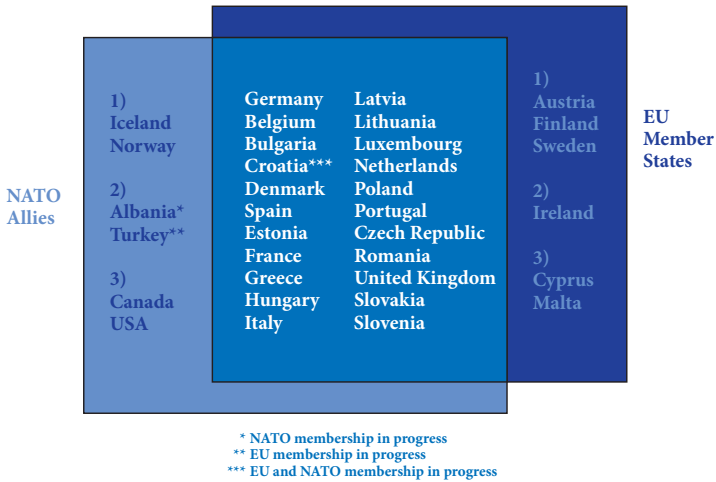 NATO
Allies
1)
Iceland
Norway
2)
Albania*
Turkey**
3)
Canada
USA
Germany
Belgium
Bulgaria
Croatia***
Denmark
Spain
Estonia
France
Greece
Hungary
Italy
Latvia
Lithuania
Luxembourg
Netherlands
Poland
Portugal
Czech Republic
Romania
United Kingdom
Slovakia
Slovenia
1)
Austria
Finland
Sweden
2)
Ireland
3)
Cyprus
Malta
EU
Member
States
* NATO membership in progress
** EU membership in progress
*** EU and NATO membership in progress